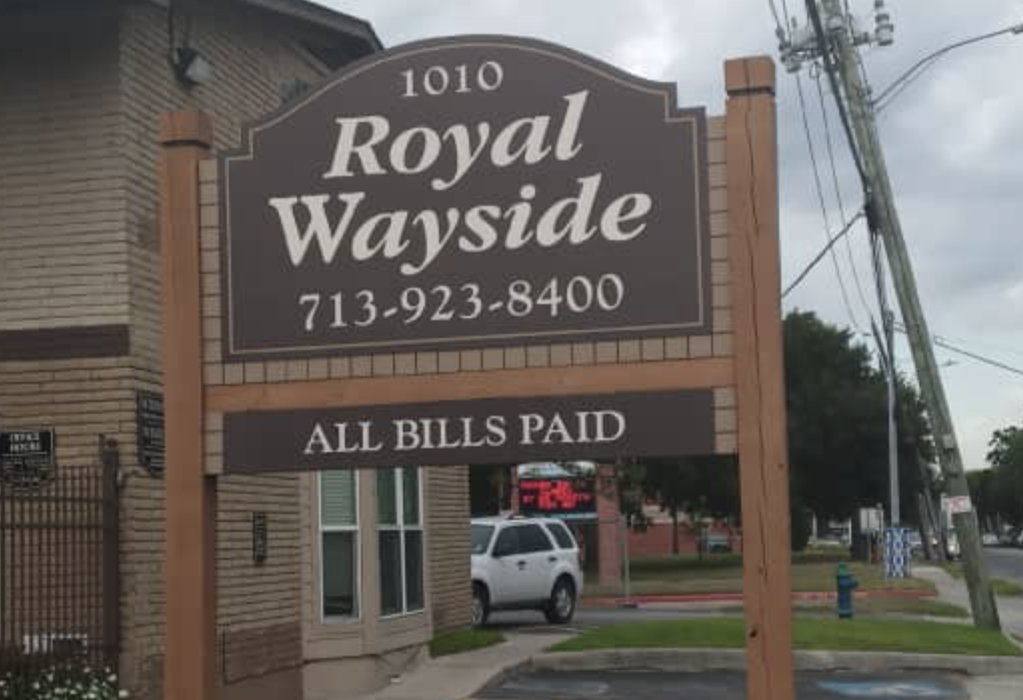 1010
Royal
Wayside
713-923-8400
ALL BILLS PAID